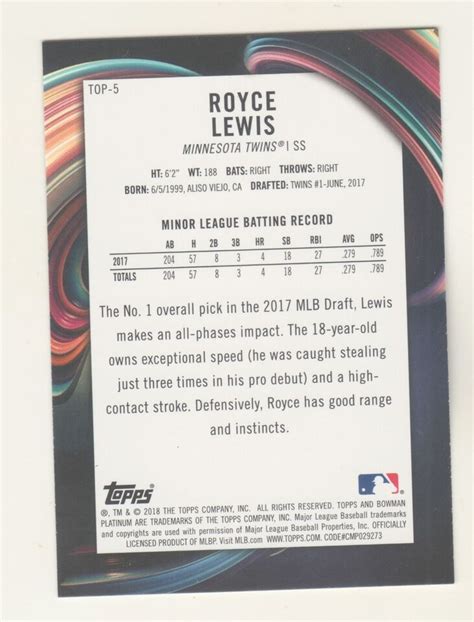 TOP-5
ROYCE
LEWIS
MINNESOTA TWINS® | SS
HT: 6'2" WT: 188 BATS: RIGHT THROWS: RIGHT
BORN: 6/5/1999, ALISO VIEJO, CA DRAFTED: TWINS #1-JUNE, 2017
MINOR LEAGUE BATTING RECORD
AB H 2B 3B HR SB RBI AVG OPS
2017 204 57 8 3 4 18 27 .279 .789
TOTALS 204 57 8 3 4 18 27 .279 .789
The No. 1 overall pick in the 2017 MLB Draft, Lewis
makes an all-phases impact. The 18-year-old
owns exceptional speed (he was caught stealing
just three times in his pro debut) and a high-
contact stroke. Defensively, Royce has good range
and instincts.
topps
®, TM & © 2018 THE TOPPS COMPANY, INC. ALL RIGHTS RESERVED. TOPPS AND BOWMAN
PLATINUM ARE TRADEMARKS OF THE TOPPS COMPANY, INC. Major League Baseball trademarks
and copyrights are used with permission of Major League Baseball Properties, Inc. OFFICIALLY
LICENSED PRODUCT OF MLBP. Visit MLB.com WWW.TOPPS.COM. CODE#CMP029273